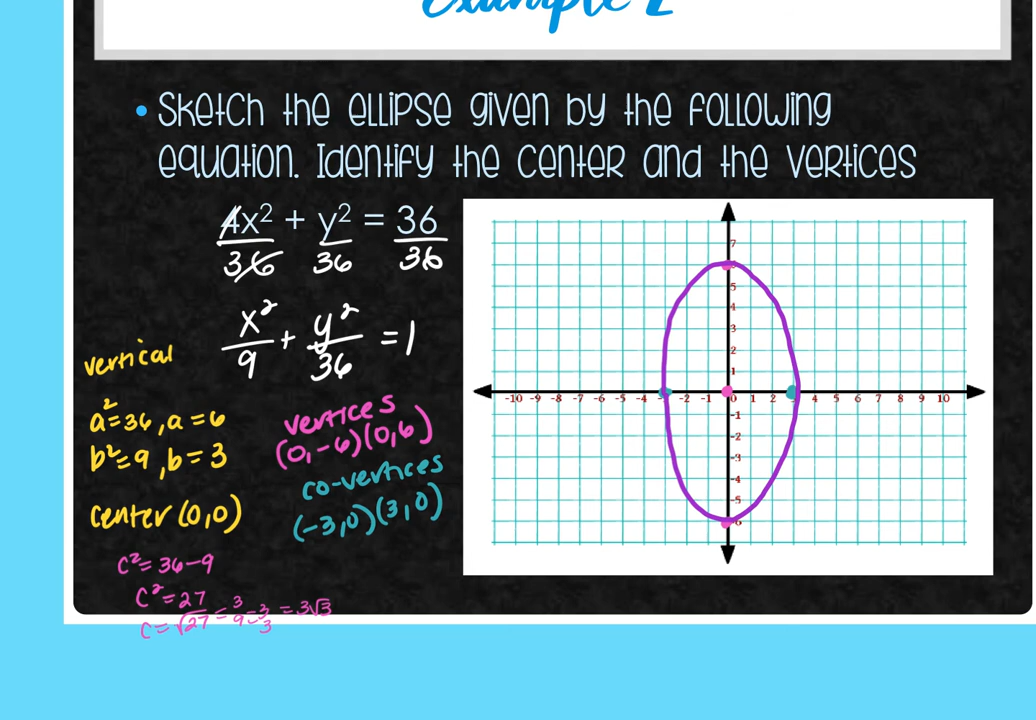 Example 2
• Sketch the ellipse given by the following
equation. Identify the center and the vertices
4x² + y² = 36
36 36 36
x²/9 + y²/36 = 1
vertical
a²=36, a=6
b²=9, b=3
center (0,0)
vertices
(0,-6)(0,6)
co-vertices
(-3,0)(3,0)
c²=36-9
c²=27
c=√27 = 3 = 3√3
7
5
4
3
2
1
-10 -9 -8 -7 -6 -5 -4 -2 -1 0 1 2 4 5 6 7 8 9 10
-1
-2
-3
-4
-5
-6